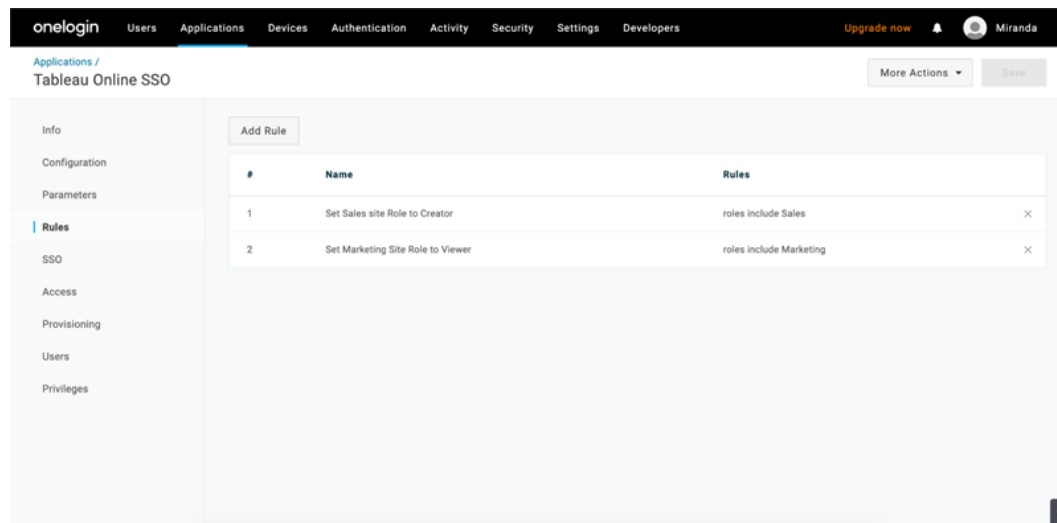 onelogin Users Applications Devices Authentication Activity Security Settings Developers Upgrade now Miranda
Applications /
Tableau Online SSO
More Actions Save
Info
Configuration
Parameters
Rules
SSO
Access
Provisioning
Users
Privileges
Add Rule
# Name Rules
1 Set Sales site Role to Creator roles include Sales
2 Set Marketing Site Role to Viewer roles include Marketing